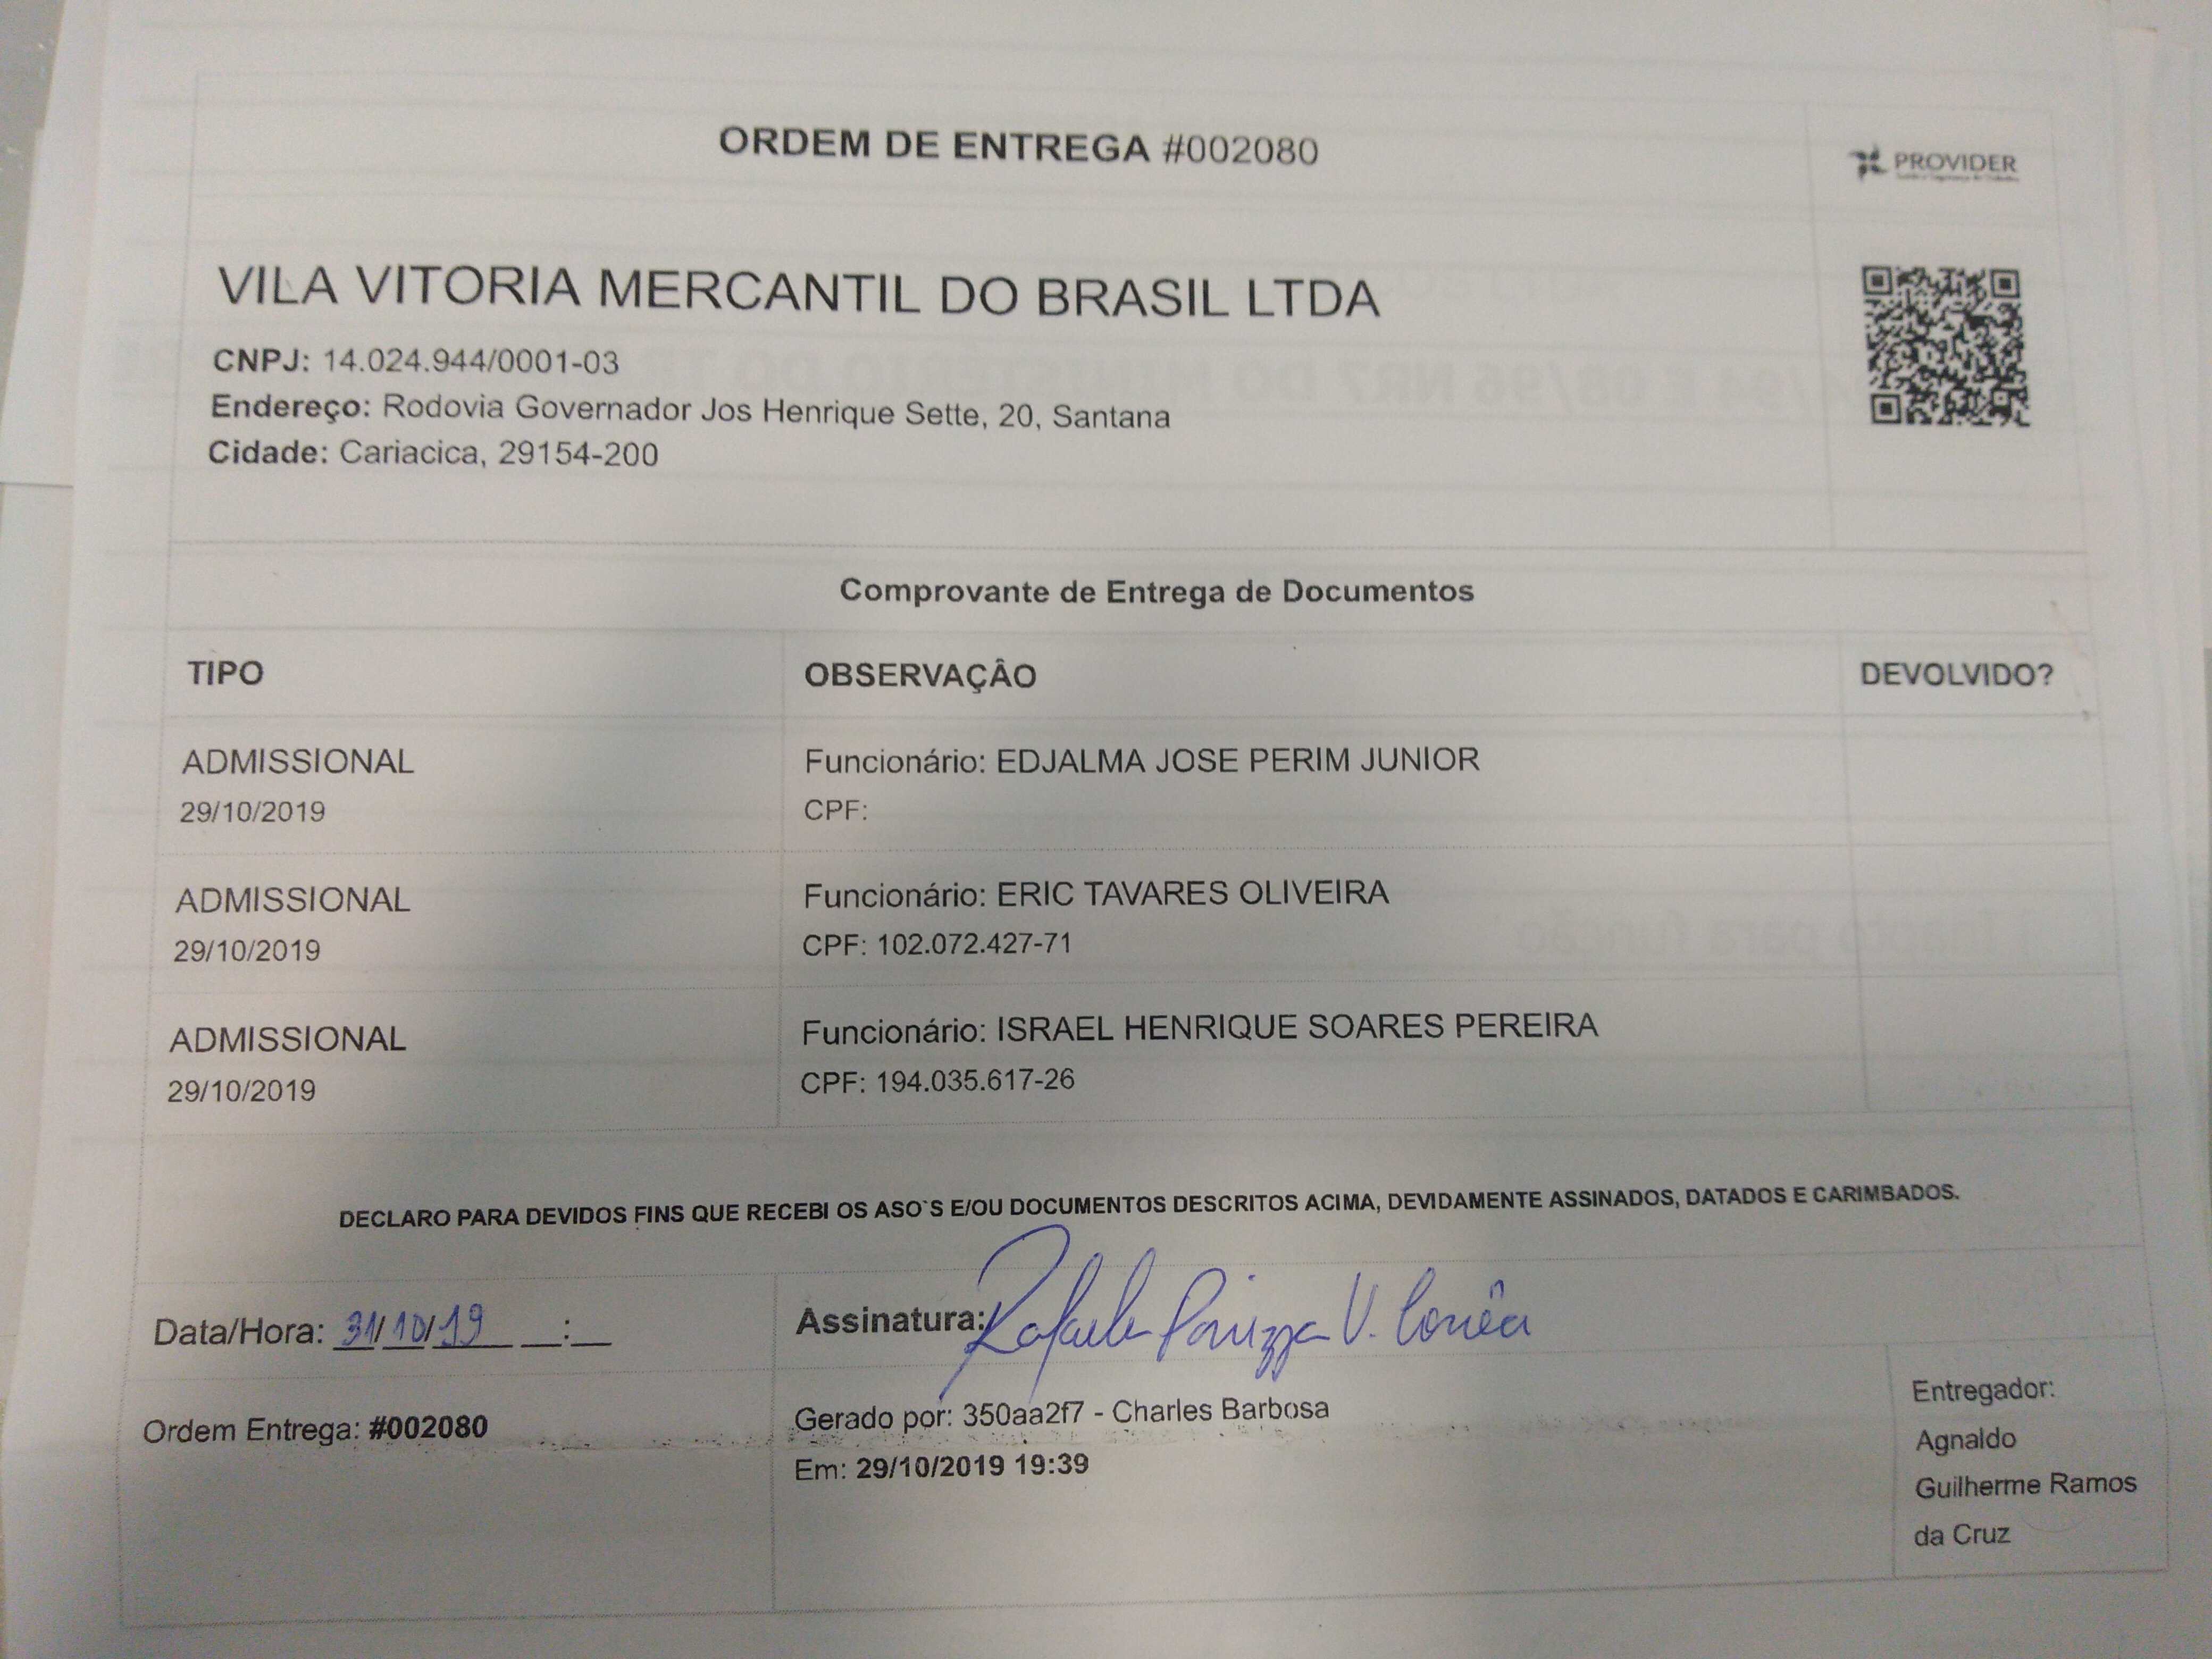 ORDEM DE ENTREGA #002080
PROVIDER
VILA VITORIA MERCANTIL DO BRASIL LTDA
CNPJ: 14.024.944/0001-03
Endereço: Rodovia Governador Jos Henrique Sette, 20, Santana
Cidade: Cariacica, 29154-200
Comprovante de Entrega de Documentos
TIPO OBSERVAÇÃO DEVOLVIDO?
ADMISSIONAL Funcionário: EDJALMA JOSE PERIM JUNIOR
29/10/2019 CPF:
ADMISSIONAL Funcionário: ERIC TAVARES OLIVEIRA
29/10/2019 CPF: 102.072.427-71
ADMISSIONAL Funcionário: ISRAEL HENRIQUE SOARES PEREIRA
29/10/2019 CPF: 194.035.617-26
DECLARO PARA DEVIDOS FINS QUE RECEBI OS ASO'S E/OU DOCUMENTOS DESCRITOS ACIMA, DEVIDAMENTE ASSINADOS, DATADOS E CARIMBADOS.
Data/Hora: 31/10/19 __:__ Assinatura: V. Corrêa
Ordem Entrega: #002080
Gerado por: 350aa2f7 - Charles Barbosa
Em: 29/10/2019 19:39
Entregador:
Agnaldo
Guilherme Ramos
da Cruz